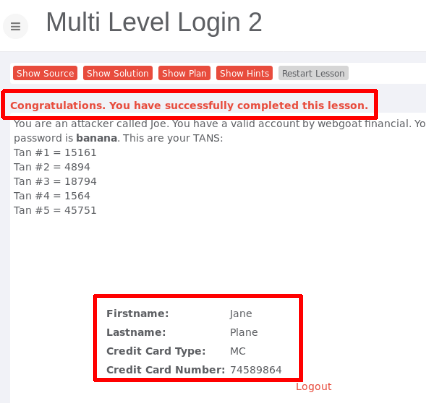 Multi Level Login 2
Show Source Show Solution Show Plan Show Hints Restart Lesson
Congratulations. You have successfully completed this lesson.
You are an attacker called Joe. You have a valid account by webgoat financial. Yo
password is banana. This are your TANS:
Tan #1 = 15161
Tan #2 = 4894
Tan #3 = 18794
Tan #4 = 1564
Tan #5 = 45751
Firstname: Jane
Lastname: Plane
Credit Card Type: MC
Credit Card Number: 74589864
Logout